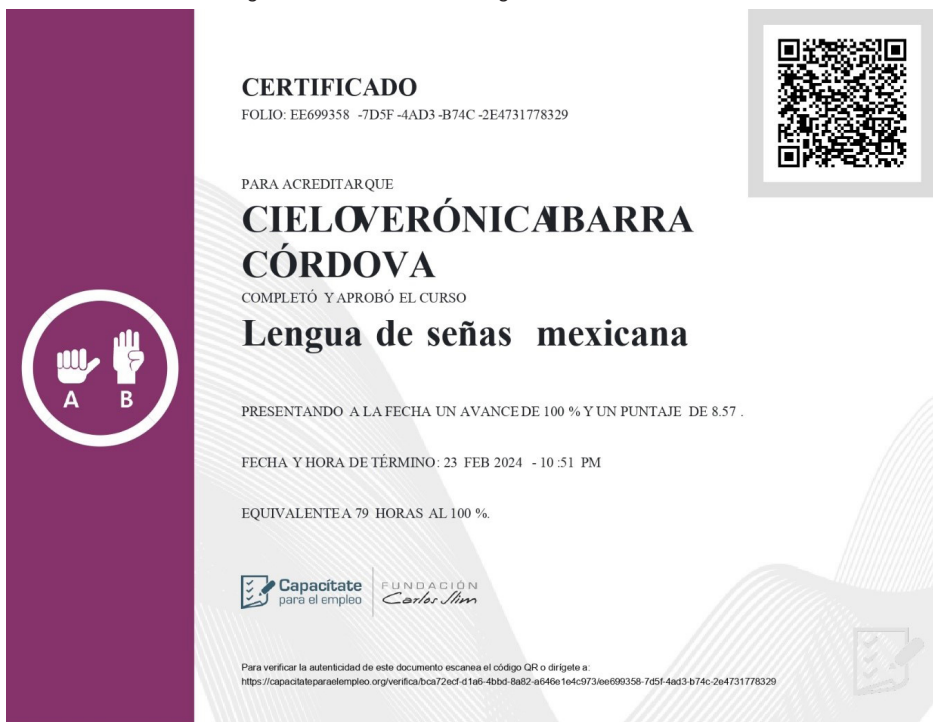 CERTIFICADO
FOLIO: EE699358 -7D5F -4AD3 -B74C -2E4731778329
PARA ACREDITAR QUE
CIELO VERÓNICA IBARRA
CÓRDOVA
COMPLETÓ Y APROBÓ EL CURSO
Lengua de señas mexicana
A B
PRESENTANDO A LA FECHA UN AVANCE DE 100 % Y UN PUNTAJE DE 8.57 .
FECHA Y HORA DE TÉRMINO: 23 FEB 2024 - 10 :51 PM
EQUIVALENTE A 79 HORAS AL 100 %.
Capacítate
para el empleo
FUNDACIÓN
Carlos Slim
Para verificar la autenticidad de este documento escanea el código QR o dirígete a:
https://capacitateparaelempleo.org/verifica/bca72ecf-d1a6-4bbd-8a82-a646e1e4c973/ee699358-7d5f-4ad3-b74c-2e4731778329